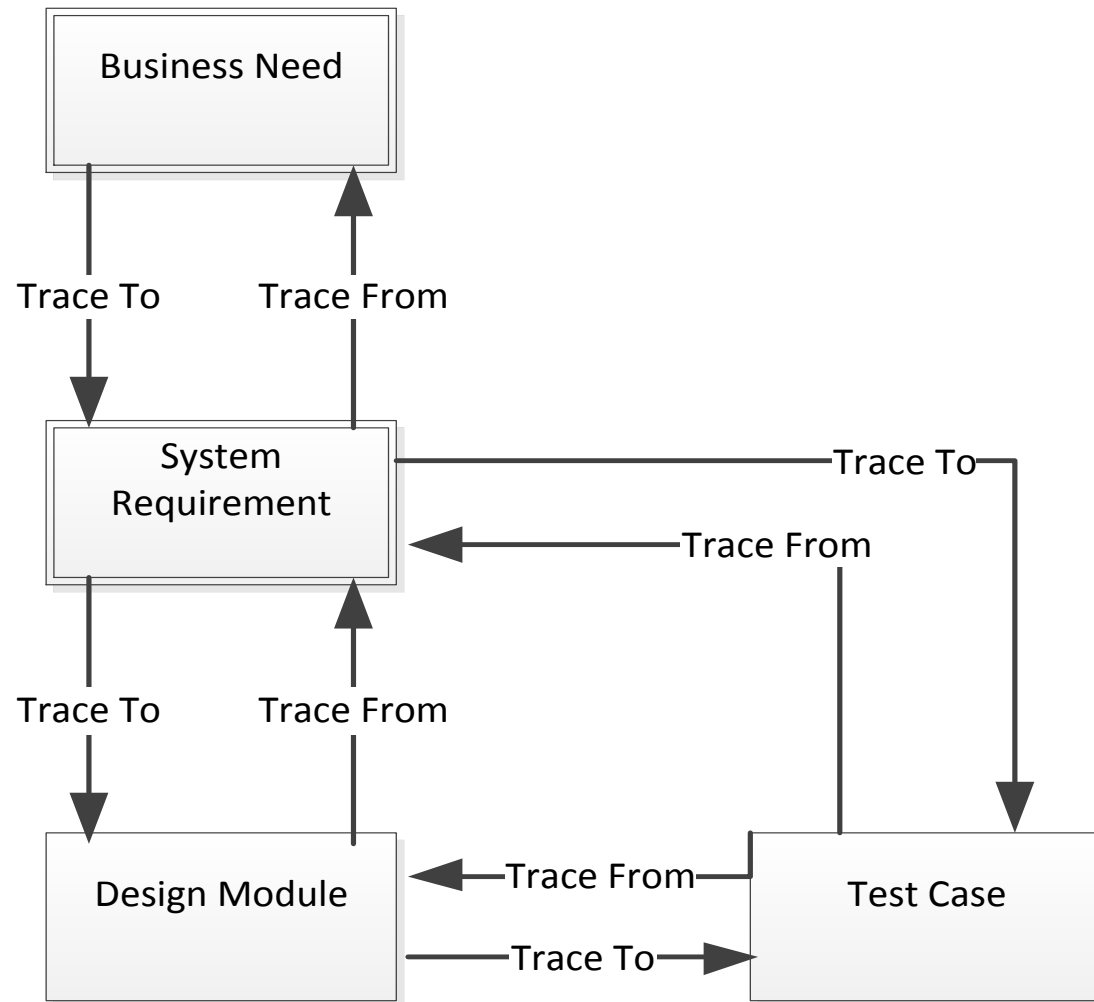 Business Need
Trace To
Trace From
System
Requirement
Trace To
Trace From
Trace To
Trace From
Design Module
Trace From
Trace To
Test Case